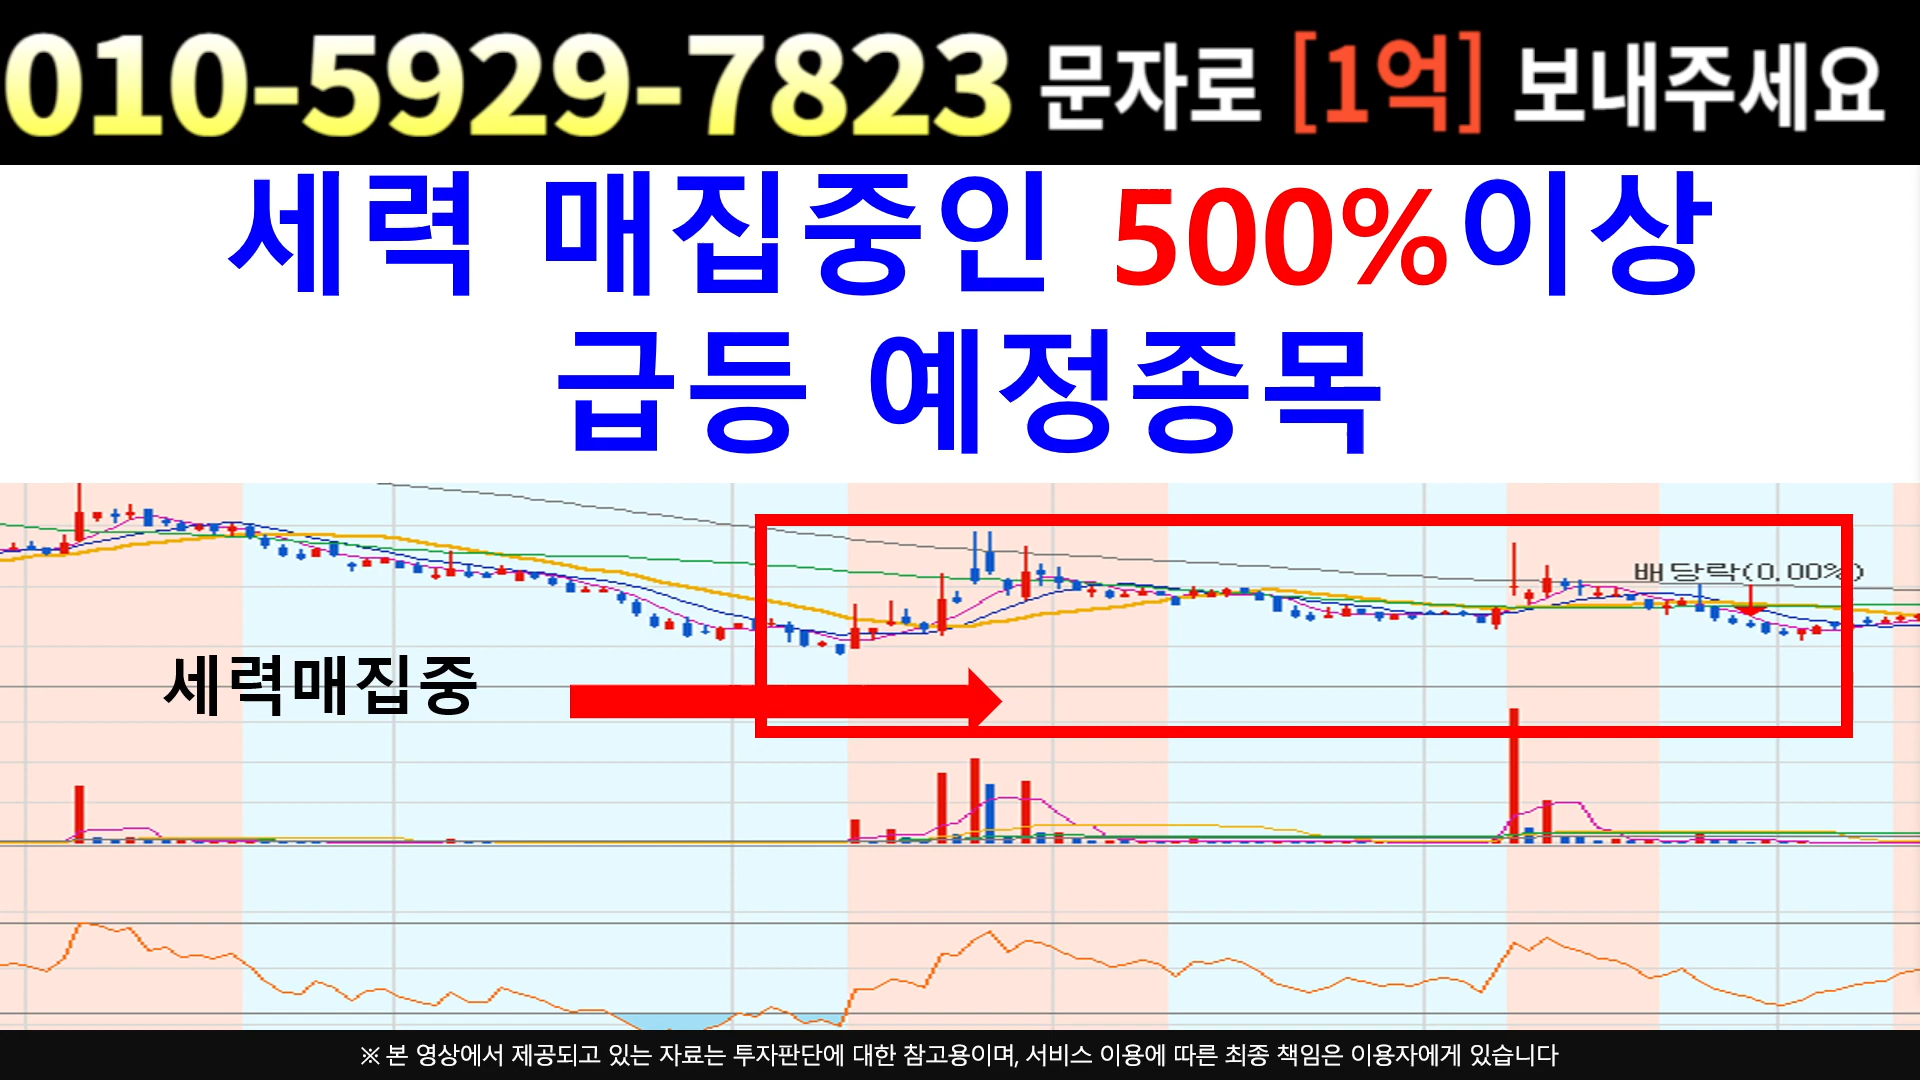 010-5929-7823 문자로 [1억] 보내주세요
세력 매집중인 500%이상
급등 예정종목
배당락(0.00%)
세력매집중
※ 본 영상에서 제공되고 있는 자료는 투자판단에 대한 참고용이며, 서비스 이용에 따른 최종 책임은 이용자에게 있습니다